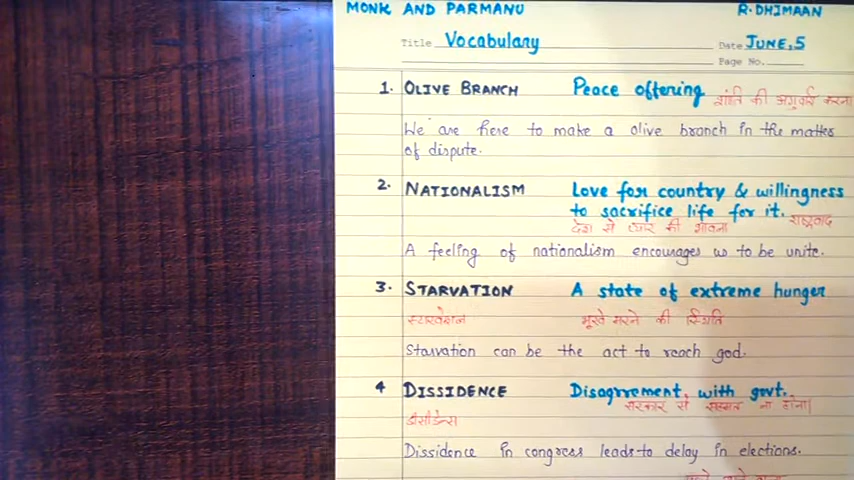 MONK AND PARMANU R. DHIMAAN
Title Vocabulary Date JUNE, 5
Page No.
1. OLIVE BRANCH Peace offering शांति की अगुवाई करना
We are here to make a olive branch in the matter
of dispute.
2. NATIONALISM Love for country & willingness
to sacrifice life for it. राष्ट्रवाद
देश से प्यार की भावना
A feeling of nationalism encourages us to be unite.
3. STARVATION A state of extreme hunger
स्टारवेशन भूखे मरने की स्थिति
Starvation can be the act to reach god.
4 DISSIDENCE Disagrrement, with govt.
सरकार से सहमत ना होना।
डीसीडेन्स
Dissidence in congress leads to delay in elections.